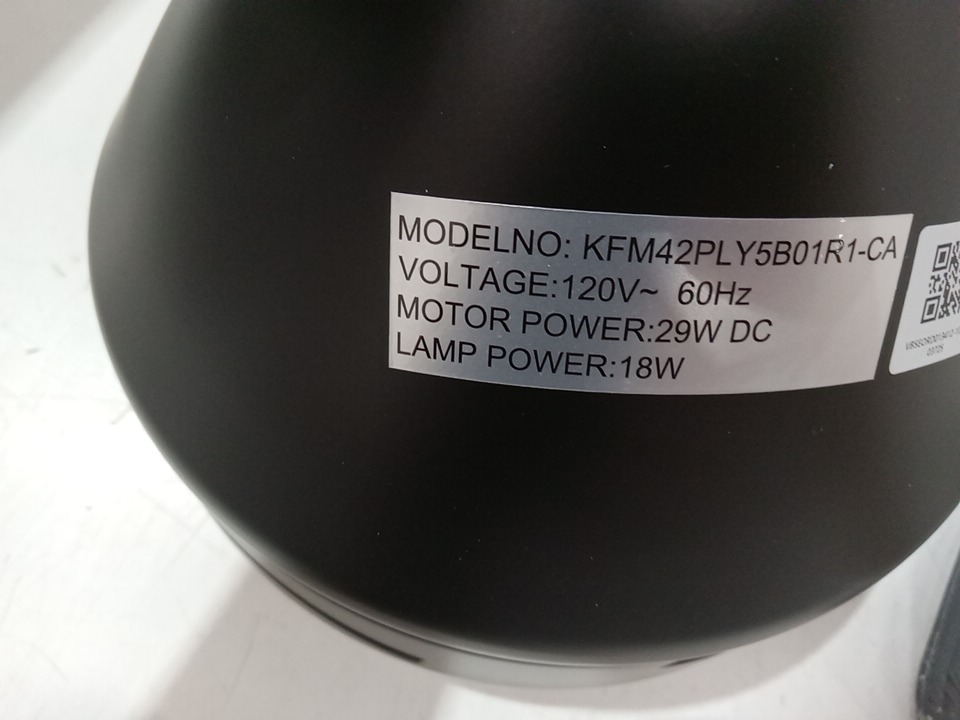 MODELNO: KFM42PLY5B01R1-CA
VOLTAGE:120V~ 60Hz
MOTOR POWER:29W DC
LAMP POWER:18W